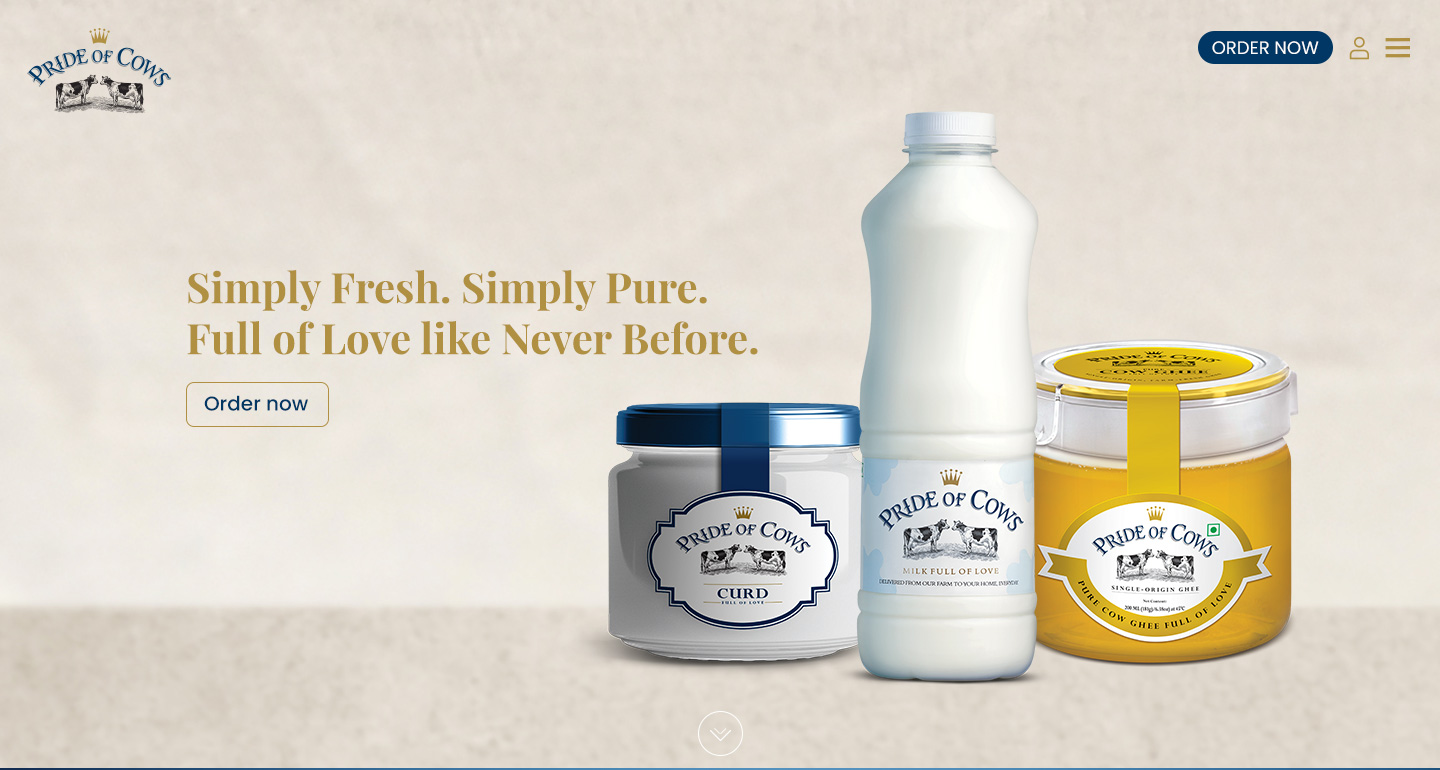 PRIDE OF COWS
ORDER NOW
Simply Fresh. Simply Pure.
Full of Love like Never Before.
Order now
PRIDE OF COWS
CURD
FULL OF LOVE
PRIDE OF COWS
MILK FULL OF LOVE
DELIVERED FROM OUR FARM TO YOUR HOME, EVERYDAY
PRIDE OF COWS
COW GHEE
PRIDE OF COWS
SINGLE-ORIGIN GHEE
Net Content:
PURE COW GHEE FULL OF LOVE